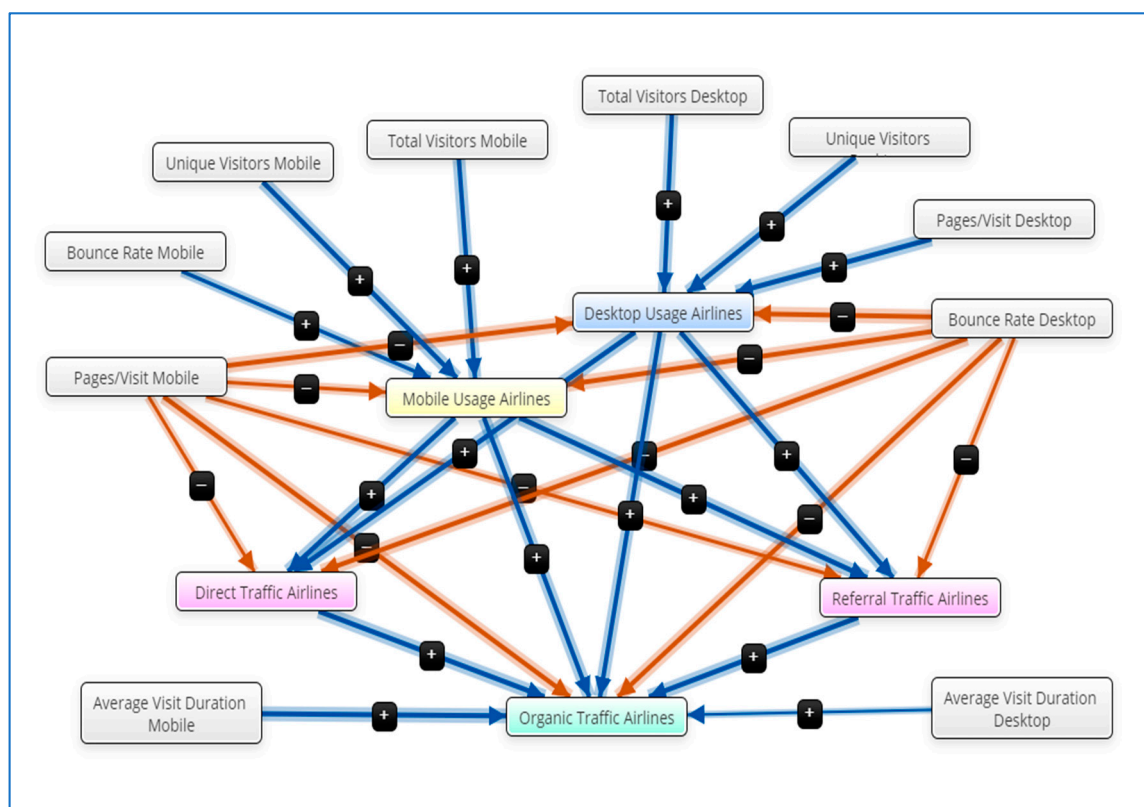 Total Visitors Desktop
Total Visitors Mobile
Unique Visitors
Unique Visitors Mobile
Pages/Visit Desktop
Bounce Rate Mobile
Desktop Usage Airlines
Bounce Rate Desktop
Pages/Visit Mobile
Mobile Usage Airlines
Direct Traffic Airlines
Referral Traffic Airlines
Average Visit Duration
Mobile
Organic Traffic Airlines
Average Visit Duration
Desktop
+
+
+
+
+
+
−
−
−
−
+
+
−
−
−
−
+
+
+
−
−
+
+
+
+
+